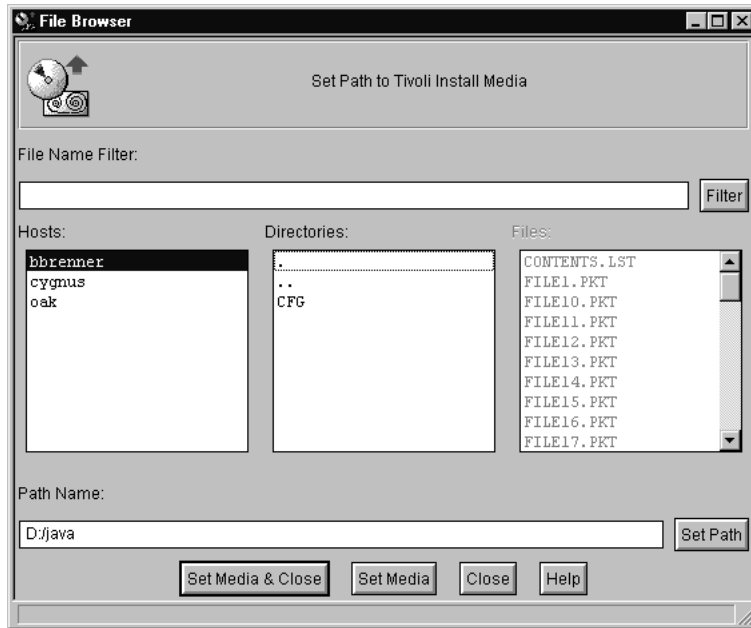 File Browser
Set Path to Tivoli Install Media
File Name Filter:
Filter
Hosts:
Directories:
Files:
bbrenner
cygnus
oak
.
..
CFG
CONTENTS.LST
FILE1.PKT
FILE10.PKT
FILE11.PKT
FILE12.PKT
FILE13.PKT
FILE14.PKT
FILE15.PKT
FILE16.PKT
FILE17.PKT
Path Name:
D:/java
Set Path
Set Media & Close
Set Media
Close
Help